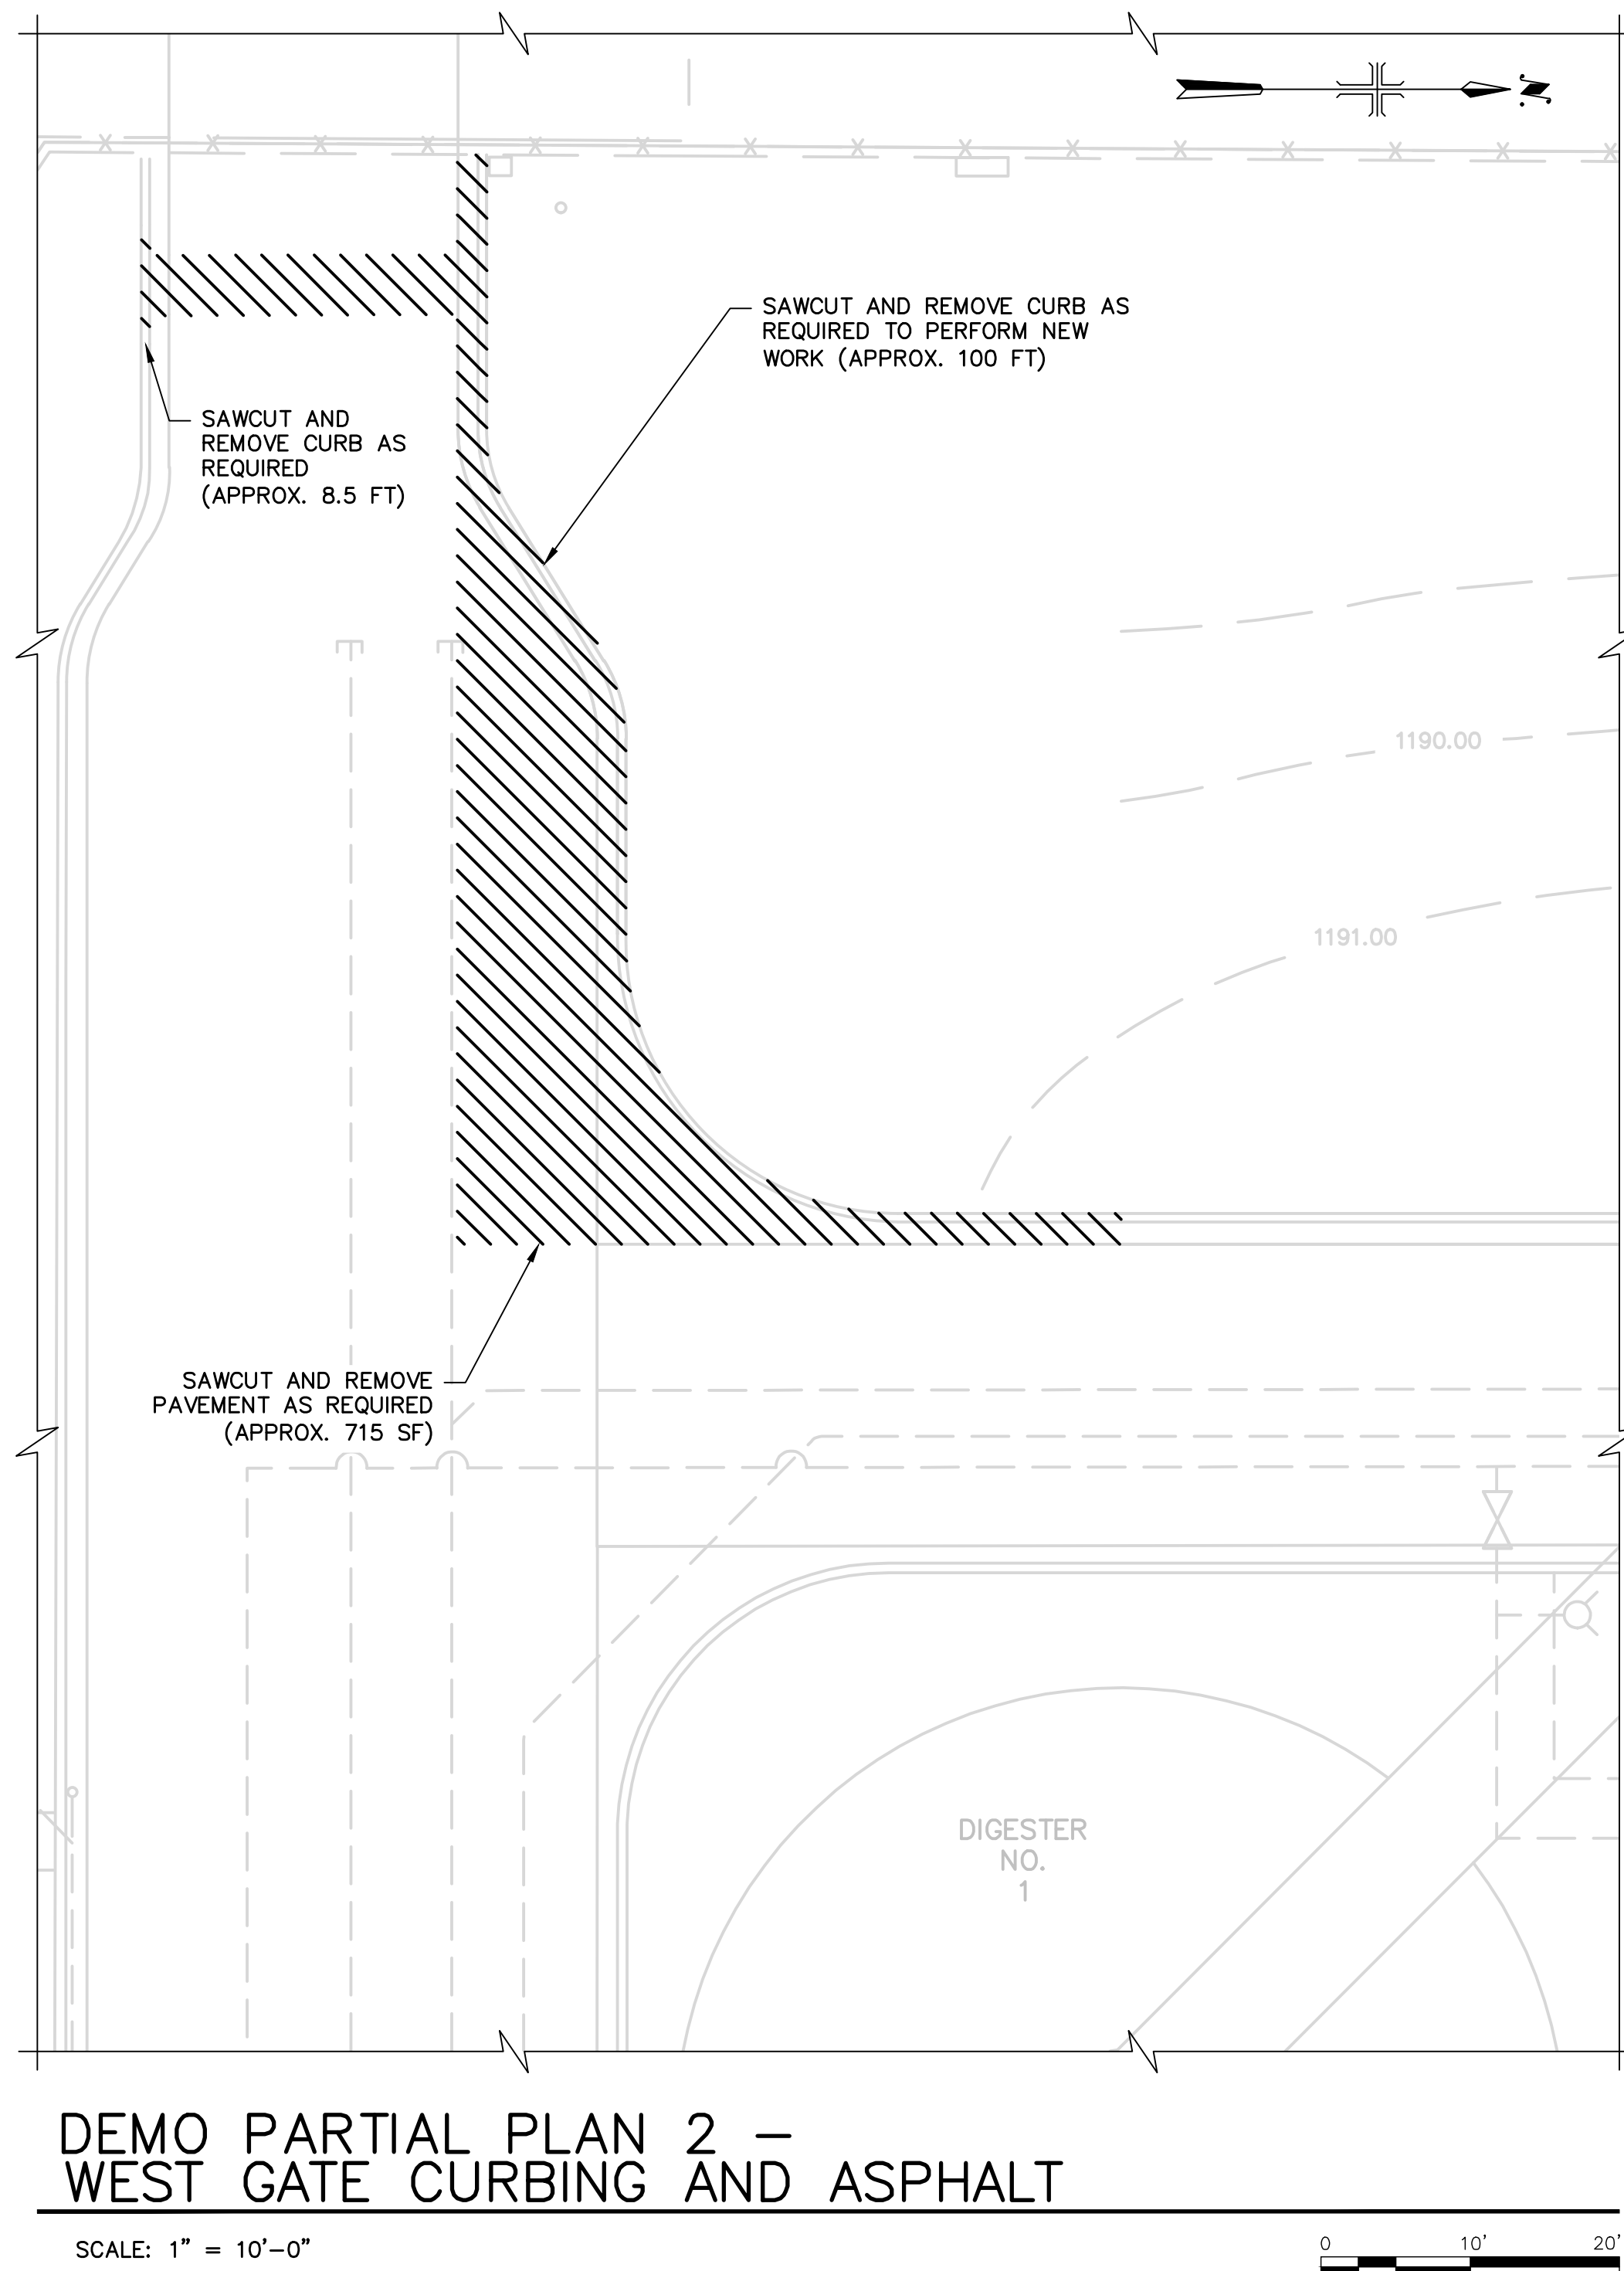 N
SAWCUT AND REMOVE CURB AS
REQUIRED TO PERFORM NEW
WORK (APPROX. 100 FT)
SAWCUT AND
REMOVE CURB AS
REQUIRED
(APPROX. 8.5 FT)
1190.00
1191.00
SAWCUT AND REMOVE
PAVEMENT AS REQUIRED
(APPROX. 715 SF)
DIGESTER
NO.
1
DEMO PARTIAL PLAN 2 –
WEST GATE CURBING AND ASPHALT
SCALE: 1" = 10'–0"
0 10' 20'